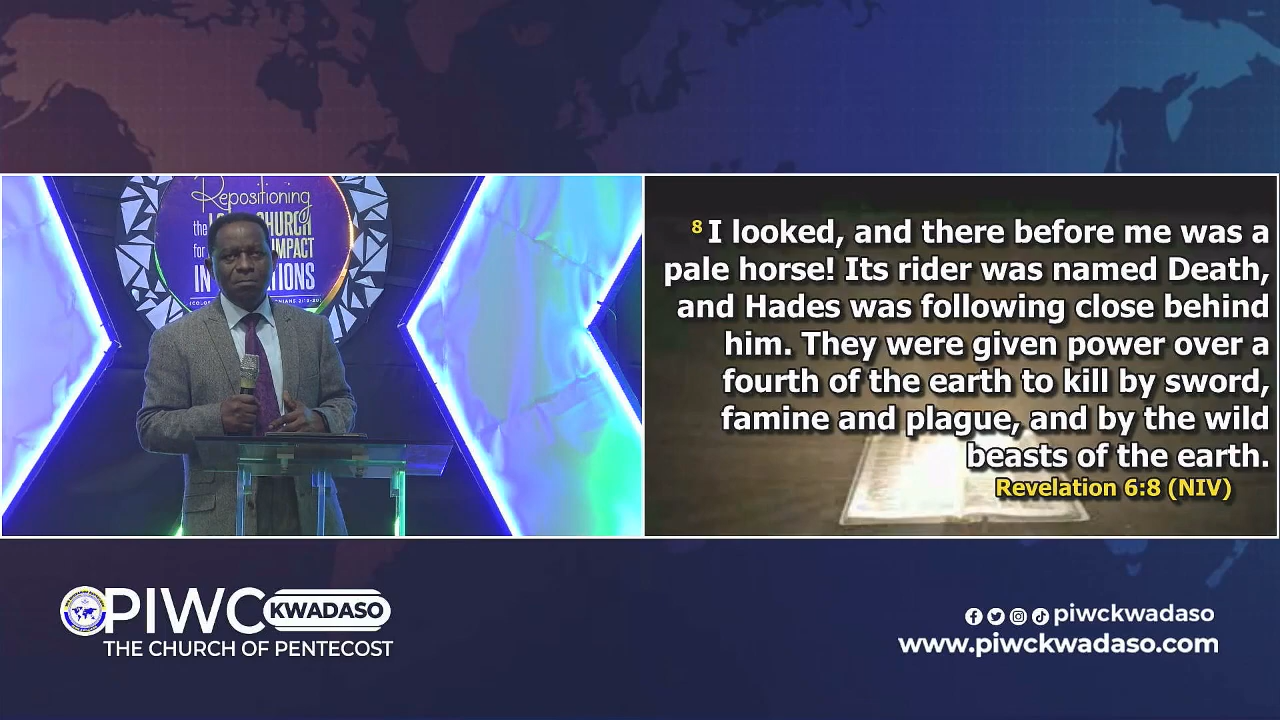 Repositioning
the CHURCH
for IMPACT
IN
8 I looked, and there before me was a
pale horse! Its rider was named Death,
and Hades was following close behind
him. They were given power over a
fourth of the earth to kill by sword,
famine and plague, and by the wild
beasts of the earth.
Revelation 6:8 (NIV)
PIWC KWADASO
THE CHURCH OF PENTECOST
piwckwadaso
www.piwckwadaso.com